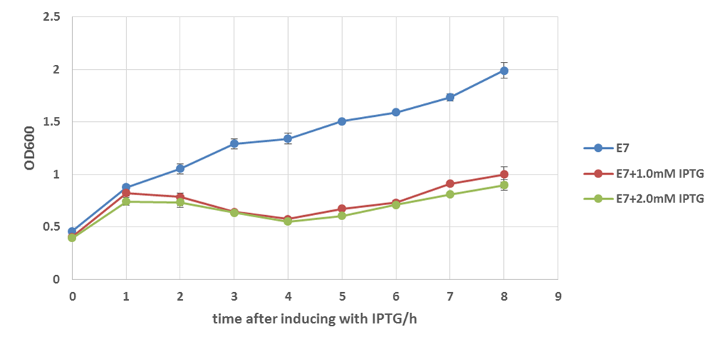 2.5
2
1.5
1
0.5
0
OD600
0 1 2 3 4 5 6 7 8 9
time after inducing with IPTG/h
E7
E7+1.0mM IPTG
E7+2.0mM IPTG